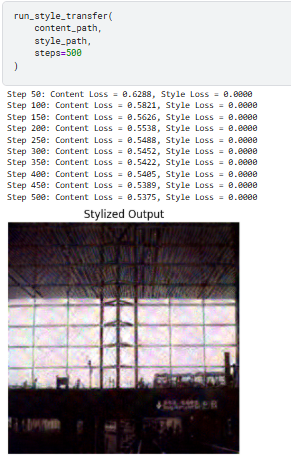 run_style_transfer(
    content_path,
    style_path,
    steps=500
)
Step 50: Content Loss = 0.6288, Style Loss = 0.0000
Step 100: Content Loss = 0.5821, Style Loss = 0.0000
Step 150: Content Loss = 0.5626, Style Loss = 0.0000
Step 200: Content Loss = 0.5538, Style Loss = 0.0000
Step 250: Content Loss = 0.5488, Style Loss = 0.0000
Step 300: Content Loss = 0.5452, Style Loss = 0.0000
Step 350: Content Loss = 0.5422, Style Loss = 0.0000
Step 400: Content Loss = 0.5405, Style Loss = 0.0000
Step 450: Content Loss = 0.5389, Style Loss = 0.0000
Step 500: Content Loss = 0.5375, Style Loss = 0.0000
Stylized Output